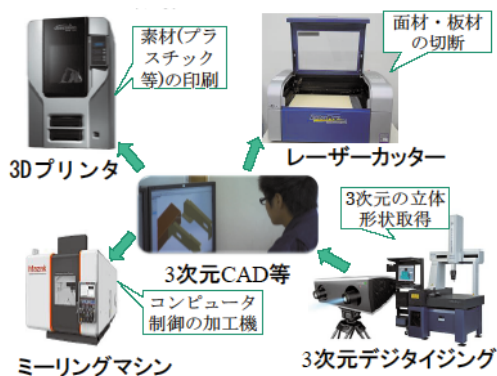 素材(プラ
スチック
等)の印刷
面材・板材
の切断
3Dプリンタ
レーザーカッター
3次元の立体
形状取得
3次元CAD等
コンピュータ
制御の加工機
ミーリングマシン
3次元デジタイジング